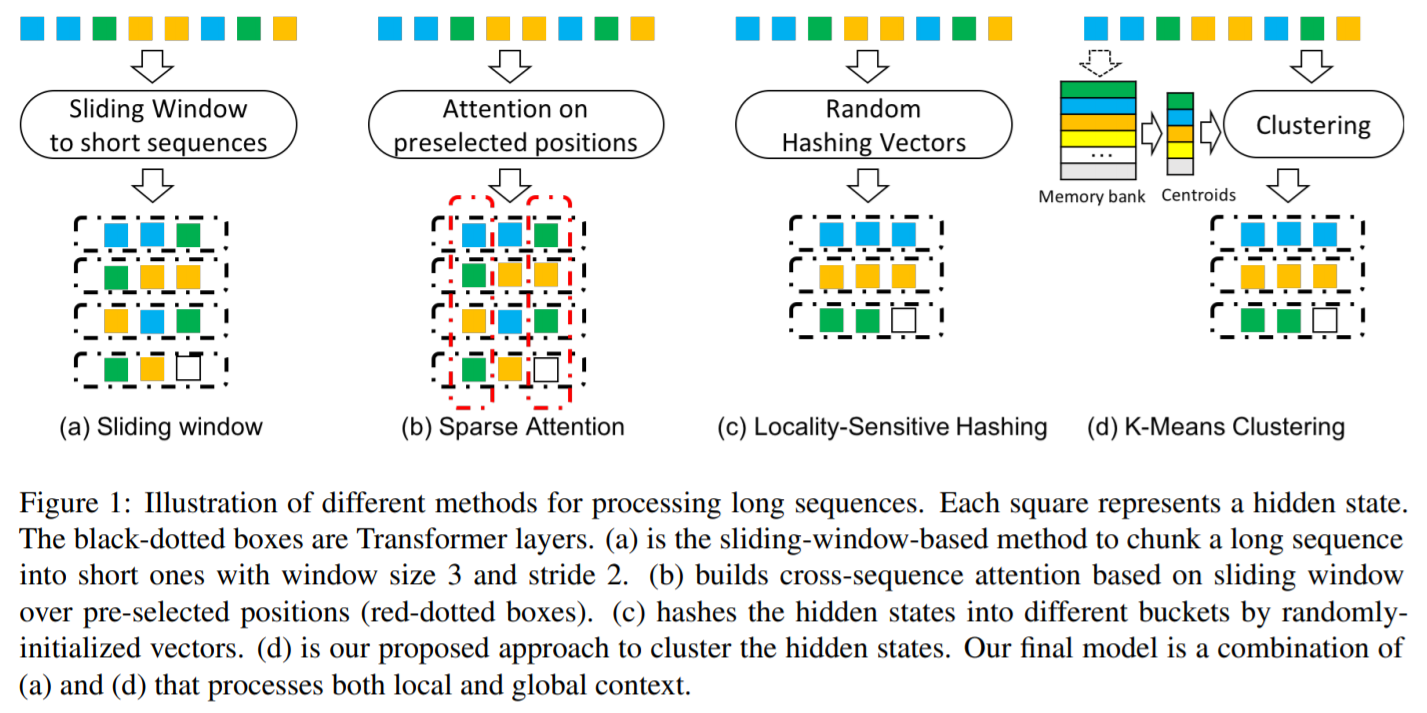 Sliding Window
to short sequences
(a) Sliding window
Attention on
preselected positions
(b) Sparse Attention
Random
Hashing Vectors
(c) Locality-Sensitive Hashing
Clustering
...
Memory bank
Centroids
(d) K-Means Clustering
Figure 1: Illustration of different methods for processing long sequences. Each square represents a hidden state.
The black-dotted boxes are Transformer layers. (a) is the sliding-window-based method to chunk a long sequence
into short ones with window size 3 and stride 2. (b) builds cross-sequence attention based on sliding window
over pre-selected positions (red-dotted boxes). (c) hashes the hidden states into different buckets by randomly-
initialized vectors. (d) is our proposed approach to cluster the hidden states. Our final model is a combination of
(a) and (d) that processes both local and global context.